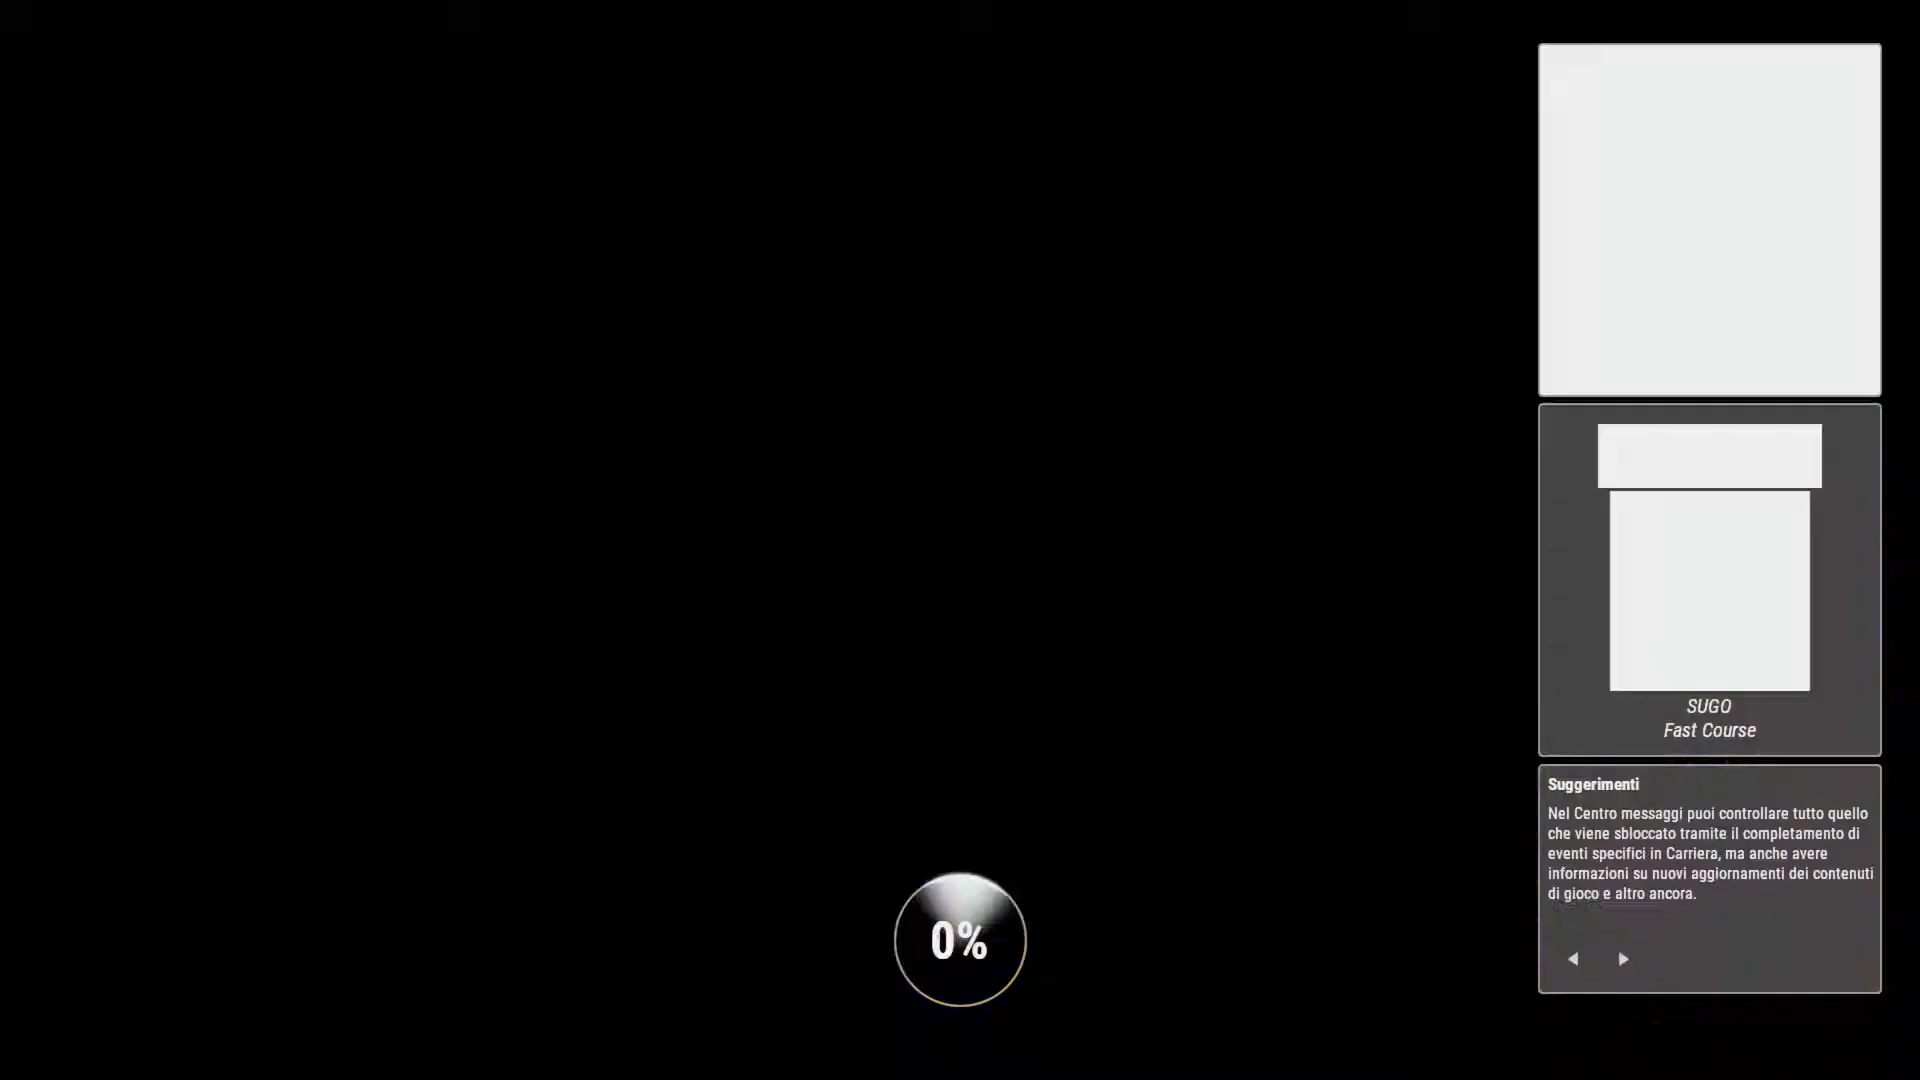 SUGO
Fast Course
Suggerimenti
Nel Centro messaggi puoi controllare tutto quello
che viene sbloccato tramite il completamento di
eventi specifici in Carriera, ma anche avere
informazioni su nuovi aggiornamenti dei contenuti
di gioco e altro ancora.
0%